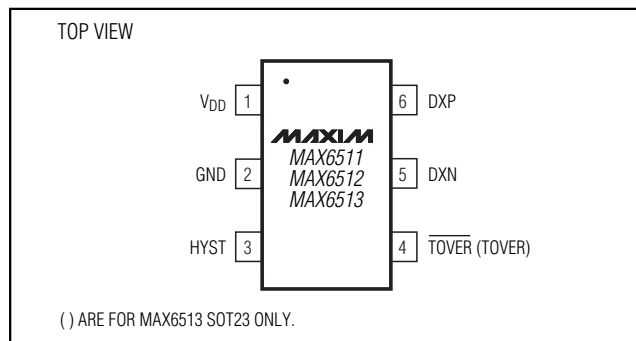 TOP VIEW
VDD 1
6 DXP
MAXIM
MAX6511
MAX6512
MAX6513
GND 2
5 DXN
HYST 3
4 TOVER (TOVER)
( ) ARE FOR MAX6513 SOT23 ONLY.